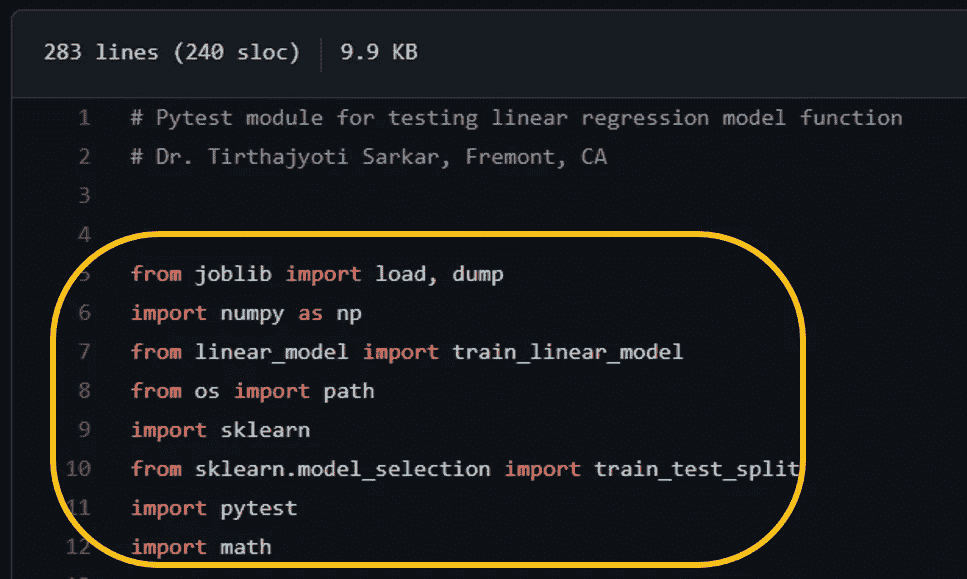 283 lines (240 sloc) 9.9 KB
1 # Pytest module for testing linear regression model function
2 # Dr. Tirthajyoti Sarkar, Fremont, CA
3
4
5 from joblib import load, dump
6 import numpy as np
7 from linear_model import train_linear_model
8 from os import path
9 import sklearn
10 from sklearn.model_selection import train_test_split
11 import pytest
12 import math